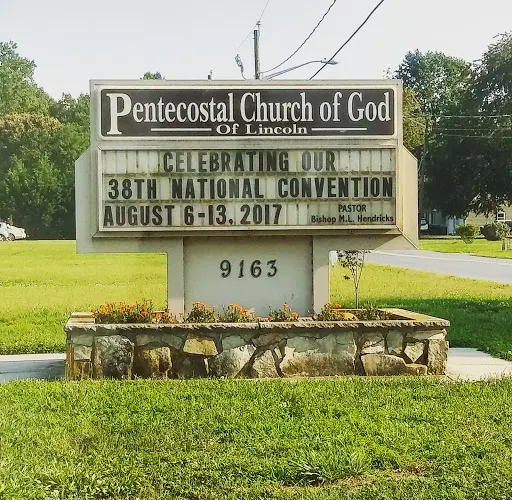 Pentecostal Church of God
Of Lincoln
CELEBRATING OUR
38TH NATIONAL CONVENTION
AUGUST 6-13, 2017
PASTOR
Bishop M.L. Hendricks
9163